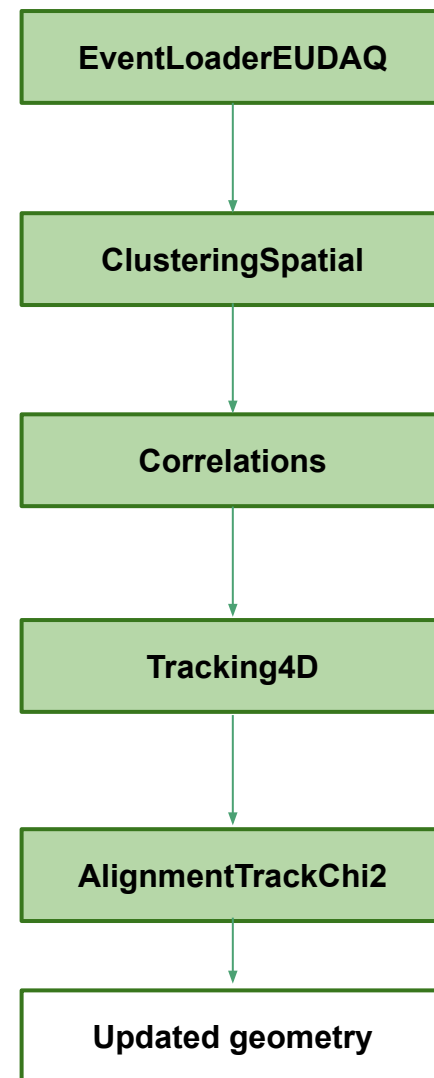 EventLoaderEUDAQ
ClusteringSpatial
Correlations
Tracking4D
AlignmentTrackChi2
Updated geometry